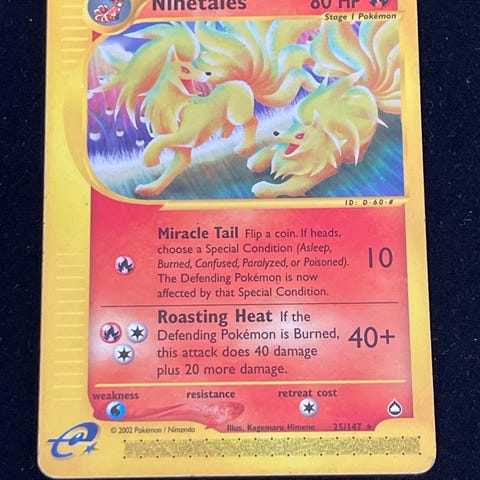 Ninetales 80 HP
Stage 1 Pokémon
ID: D-60-#
Miracle Tail Flip a coin. If heads,
choose a Special Condition (Asleep,
Burned, Confused, Paralyzed, or Poisoned).
The Defending Pokémon is now
affected by that Special Condition.
10
Roasting Heat If the
Defending Pokémon is Burned,
this attack does 40 damage
plus 20 more damage.
40+
weakness resistance retreat cost
© 2002 Pokémon / Nintendo Illus. Kagemaru Himeno 25/147 ★
e